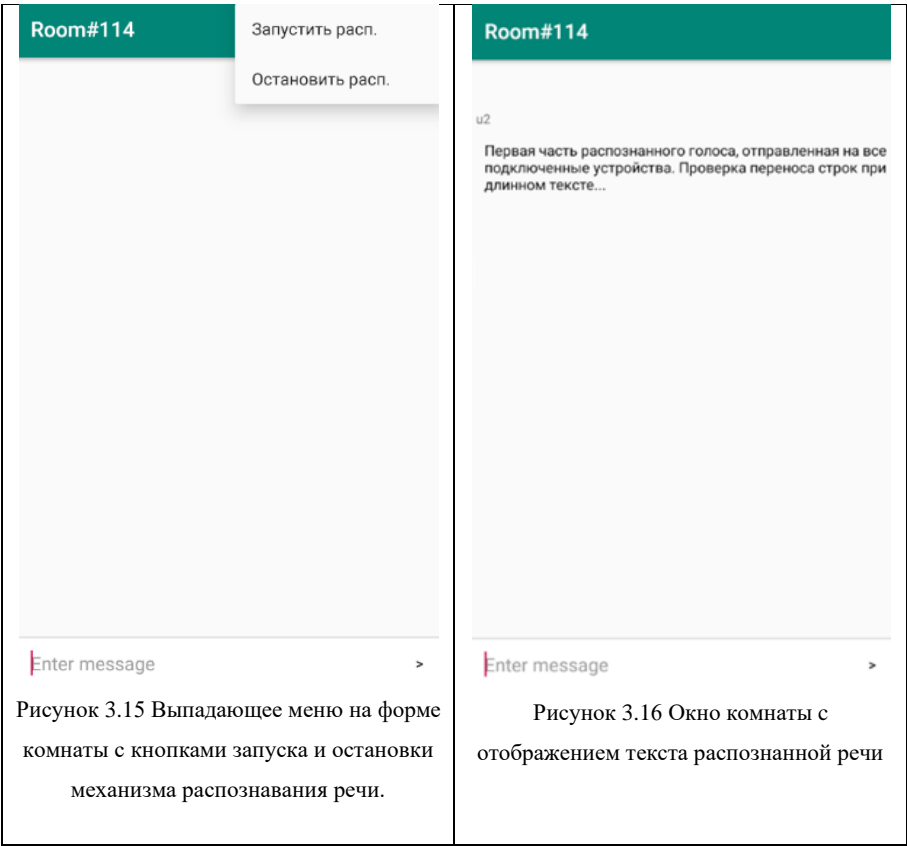 Room#114
Запустить расп.
Остановить расп.
Enter message
>
Рисунок 3.15 Выпадающее меню на форме
комнаты с кнопками запуска и остановки
механизма распознавания речи.
Room#114
u2
Первая часть распознанного голоса, отправленная на все
подключенные устройства. Проверка переноса строк при
длинном тексте...
Enter message
>
Рисунок 3.16 Окно комнаты с
отображением текста распознанной речи